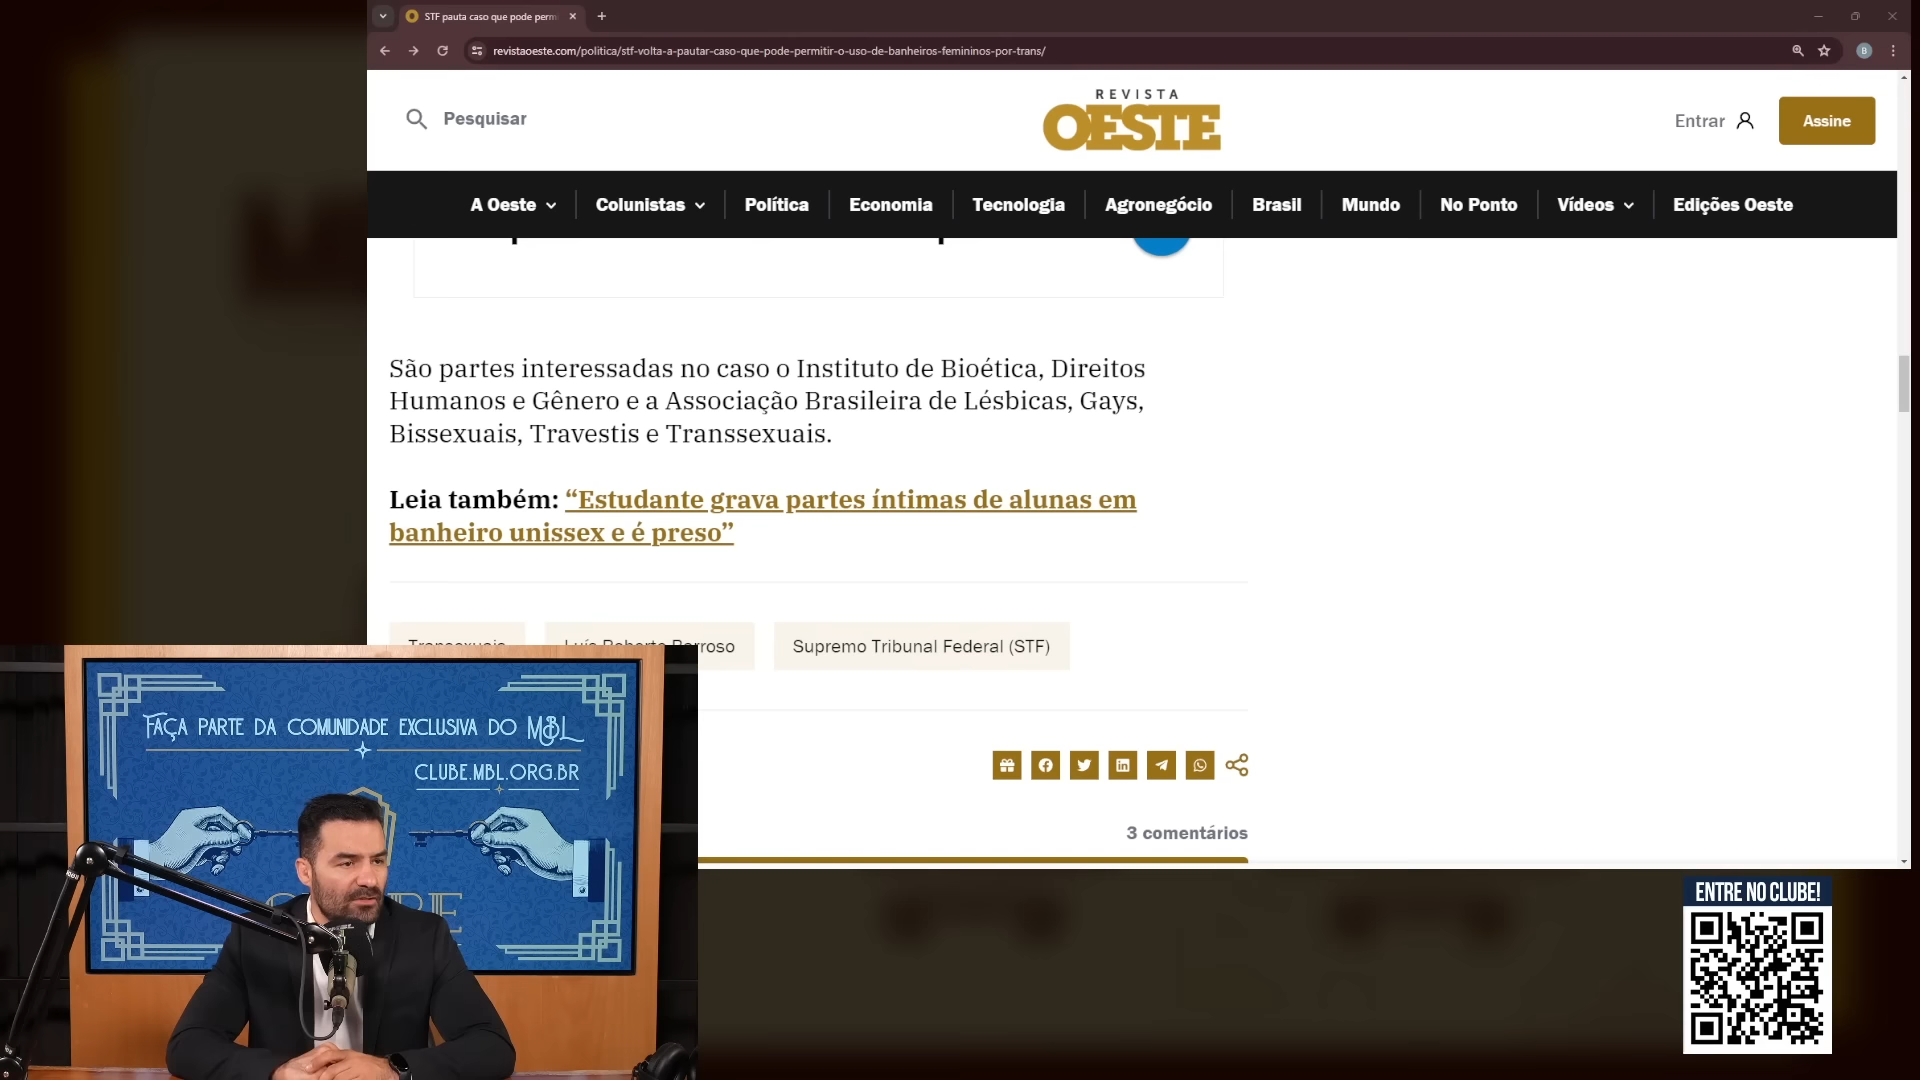 STF pauta caso que pode perm
revistaoeste.com/politica/stf-volta-a-pautar-caso-que-pode-permitir-o-uso-de-banheiros-femininos-por-trans/
B
Pesquisar
REVISTA
OESTE
Entrar
Assine
A Oeste
Colunistas
Política
Economia
Tecnologia
Agronegócio
Brasil
Mundo
No Ponto
Vídeos
Edições Oeste
São partes interessadas no caso o Instituto de Bioética, Direitos
Humanos e Gênero e a Associação Brasileira de Lésbicas, Gays,
Bissexuais, Travestis e Transsexuais.
Leia também: “Estudante grava partes íntimas de alunas em
banheiro unissex e é preso”
Transexuais
Luís Roberto Barroso
Supremo Tribunal Federal (STF)
3 comentários
FAÇA PARTE DA COMUNIDADE EXCLUSIVA DO MBL
CLUBE.MBL.ORG.BR
ENTRE NO CLUBE!